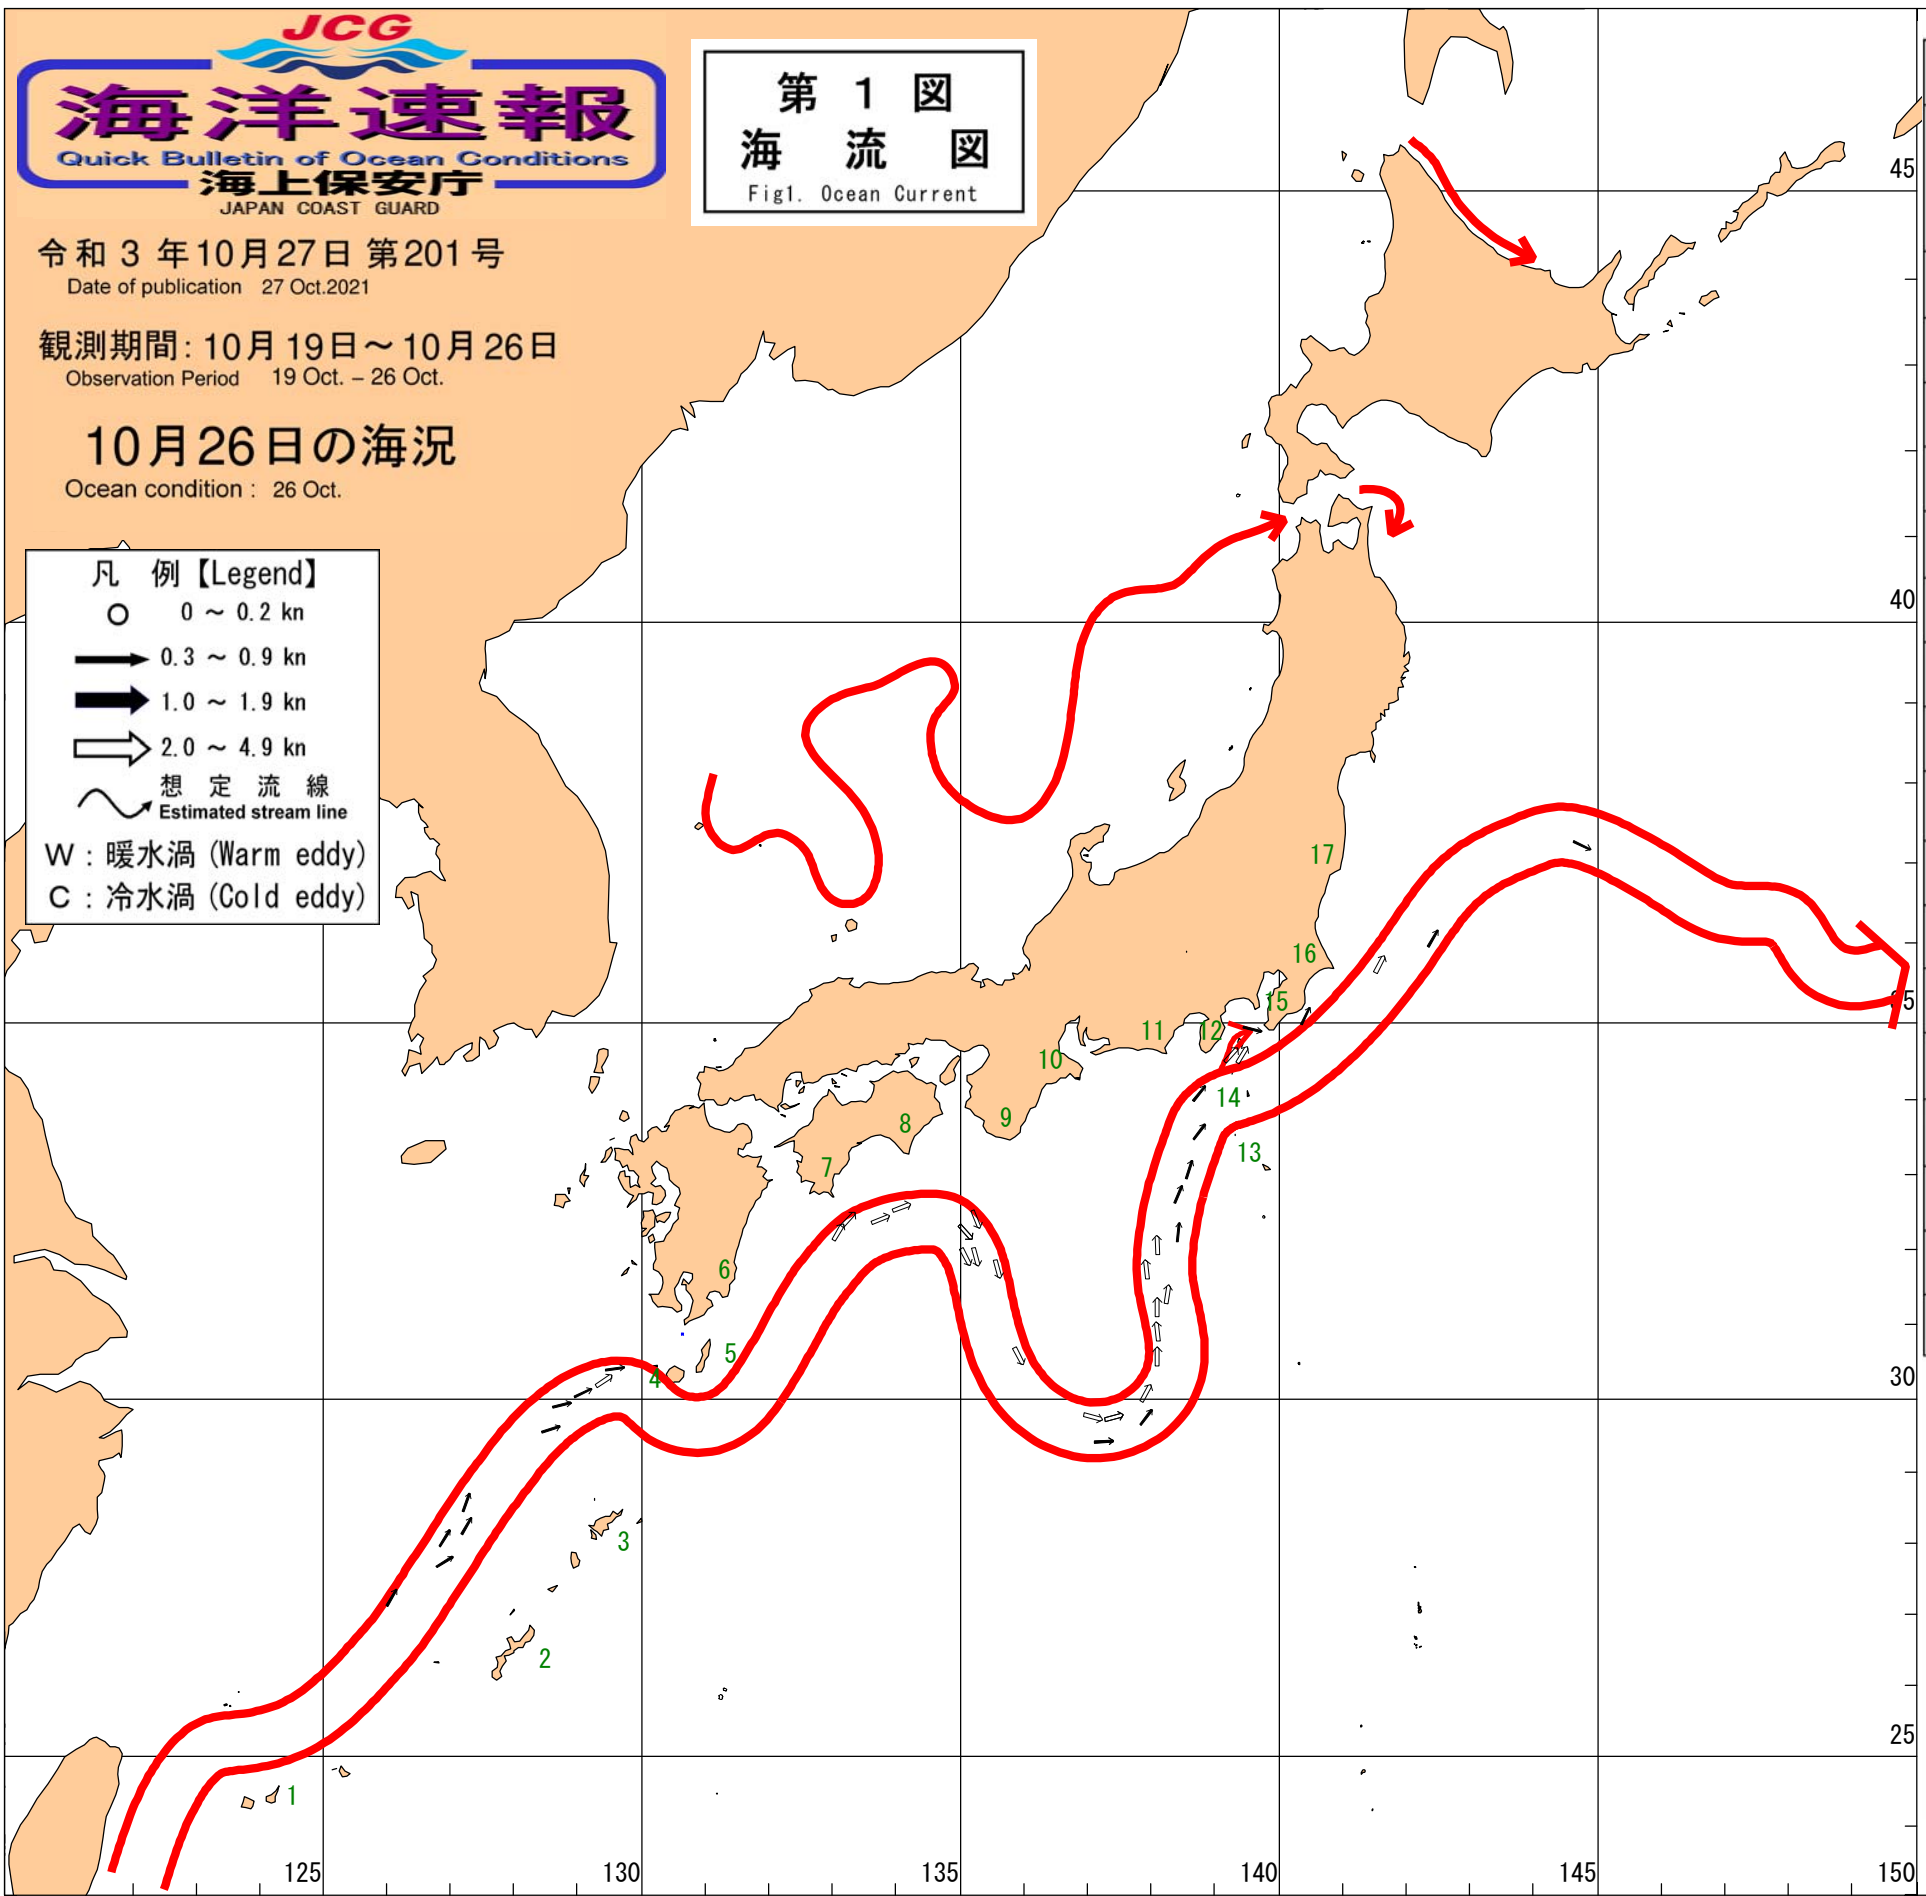 JCG
海洋速報
Quick Bulletin of Ocean Conditions
海上保安庁
JAPAN COAST GUARD
第 1 図
海 流 図
Fig1. Ocean Current
令和 3 年10月27日 第201号
Date of publication 27 Oct.2021
観測期間: 10月19日～10月26日
Observation Period 19 Oct. – 26 Oct.
10月26日の海況
Ocean condition : 26 Oct.
凡 例【Legend】
0 ～ 0.2 kn
0.3 ～ 0.9 kn
1.0 ～ 1.9 kn
2.0 ～ 4.9 kn
想 定 流 線
Estimated stream line
W : 暖水渦 (Warm eddy)
C : 冷水渦 (Cold eddy)
45
40
17
16
15
35
12
11
10
14
9
8
13
7
6
5
4
30
3
2
25
1
125
130
135
140
145
150